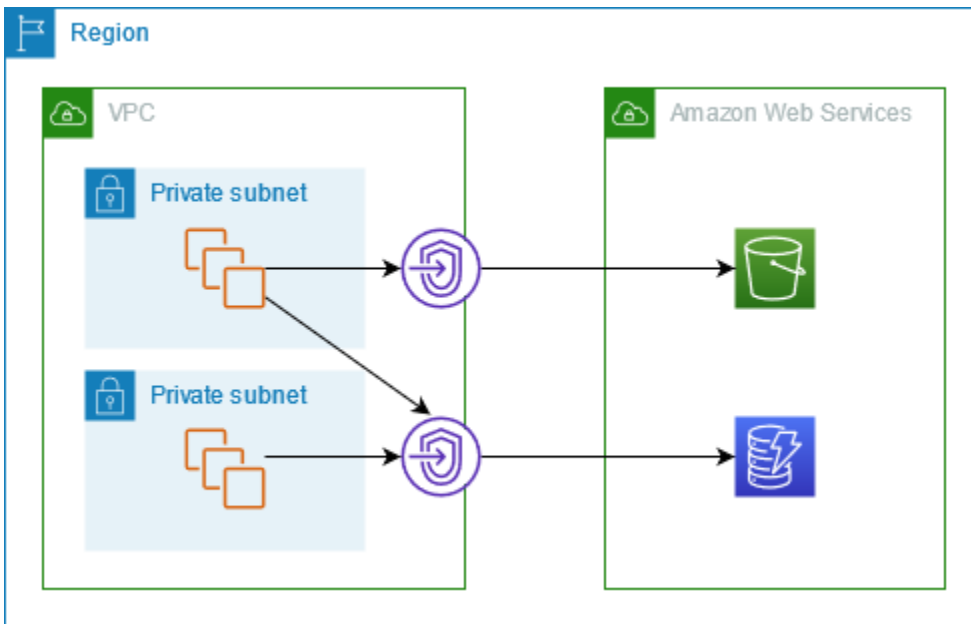 Region
VPC
Amazon Web Services
Private subnet
Private subnet